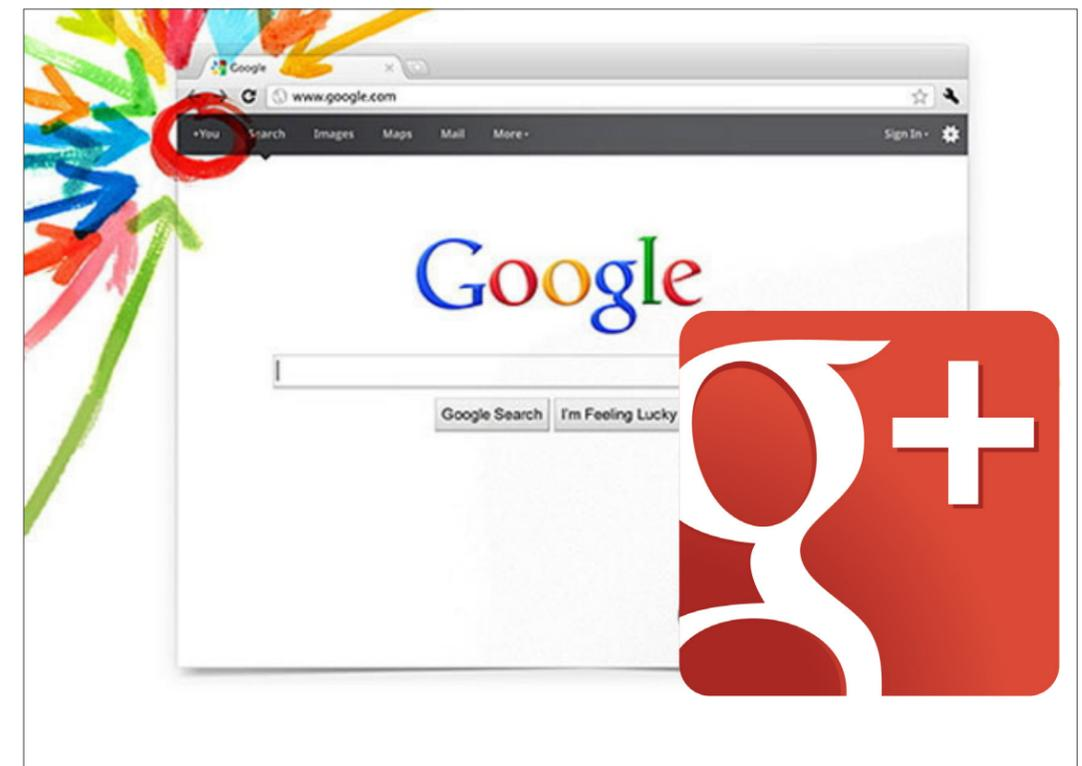 Google
www.google.com
+You Search Images Maps Mail More Sign In
Google
Google Search I'm Feeling Lucky
g+